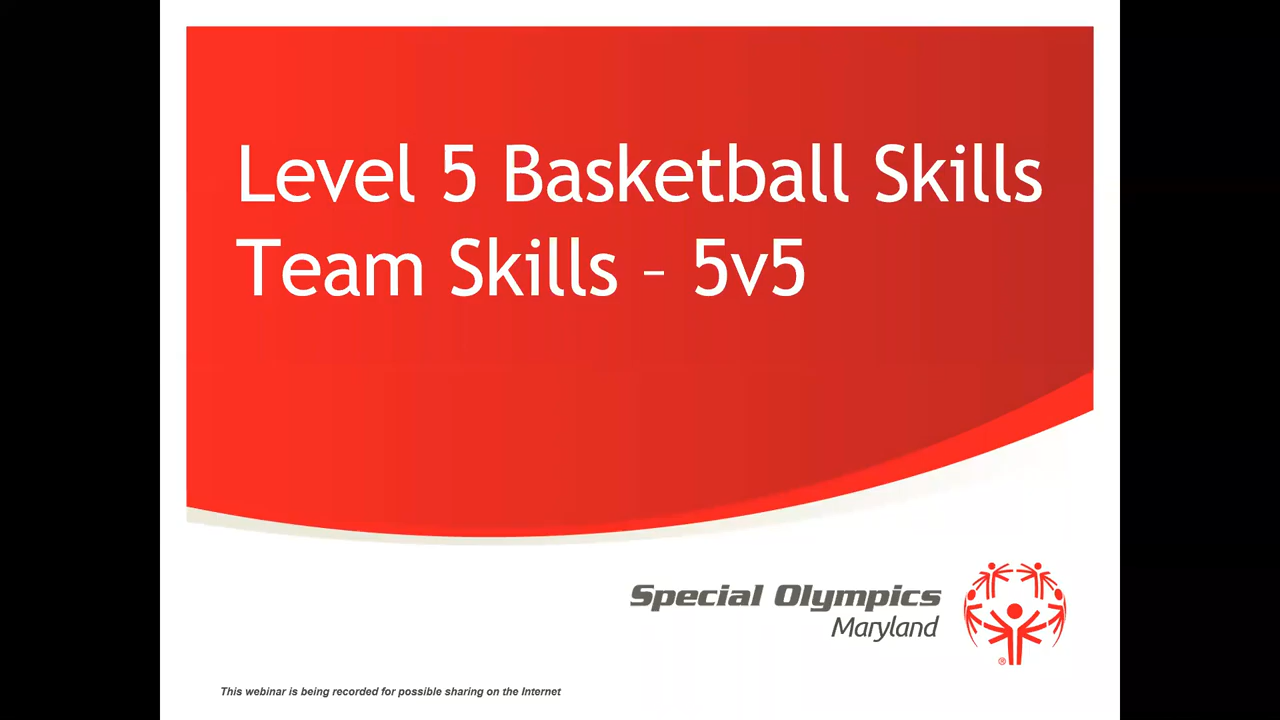 Level 5 Basketball Skills
Team Skills – 5v5
Special Olympics
Maryland
®
This webinar is being recorded for possible sharing on the Internet